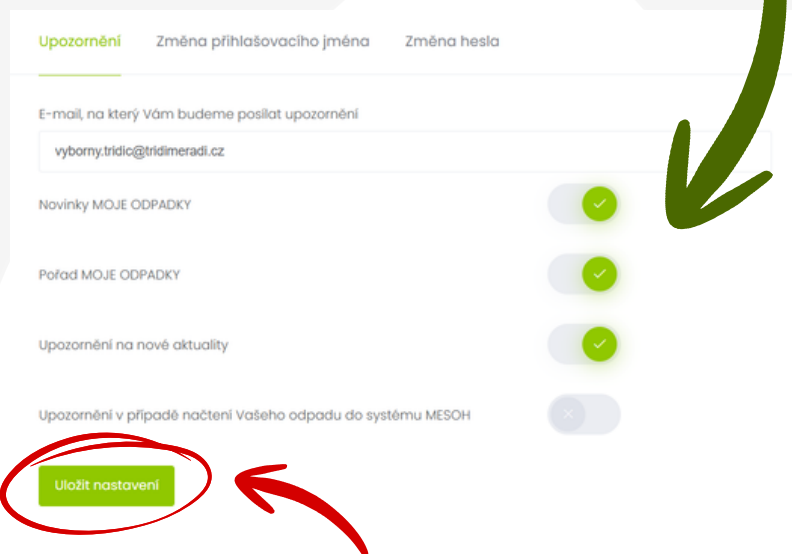 Upozornění Změna přihlašovacího jména Změna hesla
E-mail, na který Vám budeme posílat upozornění
vyborny.tridic@tridimeradi.cz
Novinky MOJE ODPADKY
Pořad MOJE ODPADKY
Upozornění na nové aktuality
Upozornění v případě načtení Vašeho odpadu do systému MESOH
Uložit nastavení